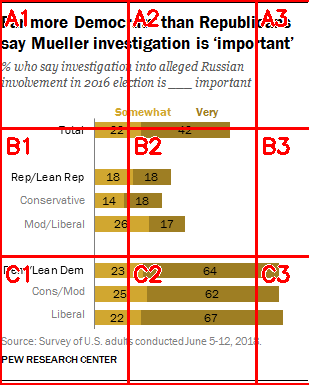 Far more Democrats than Republicans
say Mueller investigation is ‘important’
% who say investigation into alleged Russian
involvement in 2016 election is ___ important
Somewhat Very
Total 22 42
Rep/Lean Rep 18 18
Conservative 14 18
Mod/Liberal 26 17
Dem/Lean Dem 23 64
Cons/Mod 25 62
Liberal 22 67
Source: Survey of U.S. adults conducted June 5-12, 2018.
PEW RESEARCH CENTER
A1 A2 A3
B1 B2 B3
C1 C2 C3